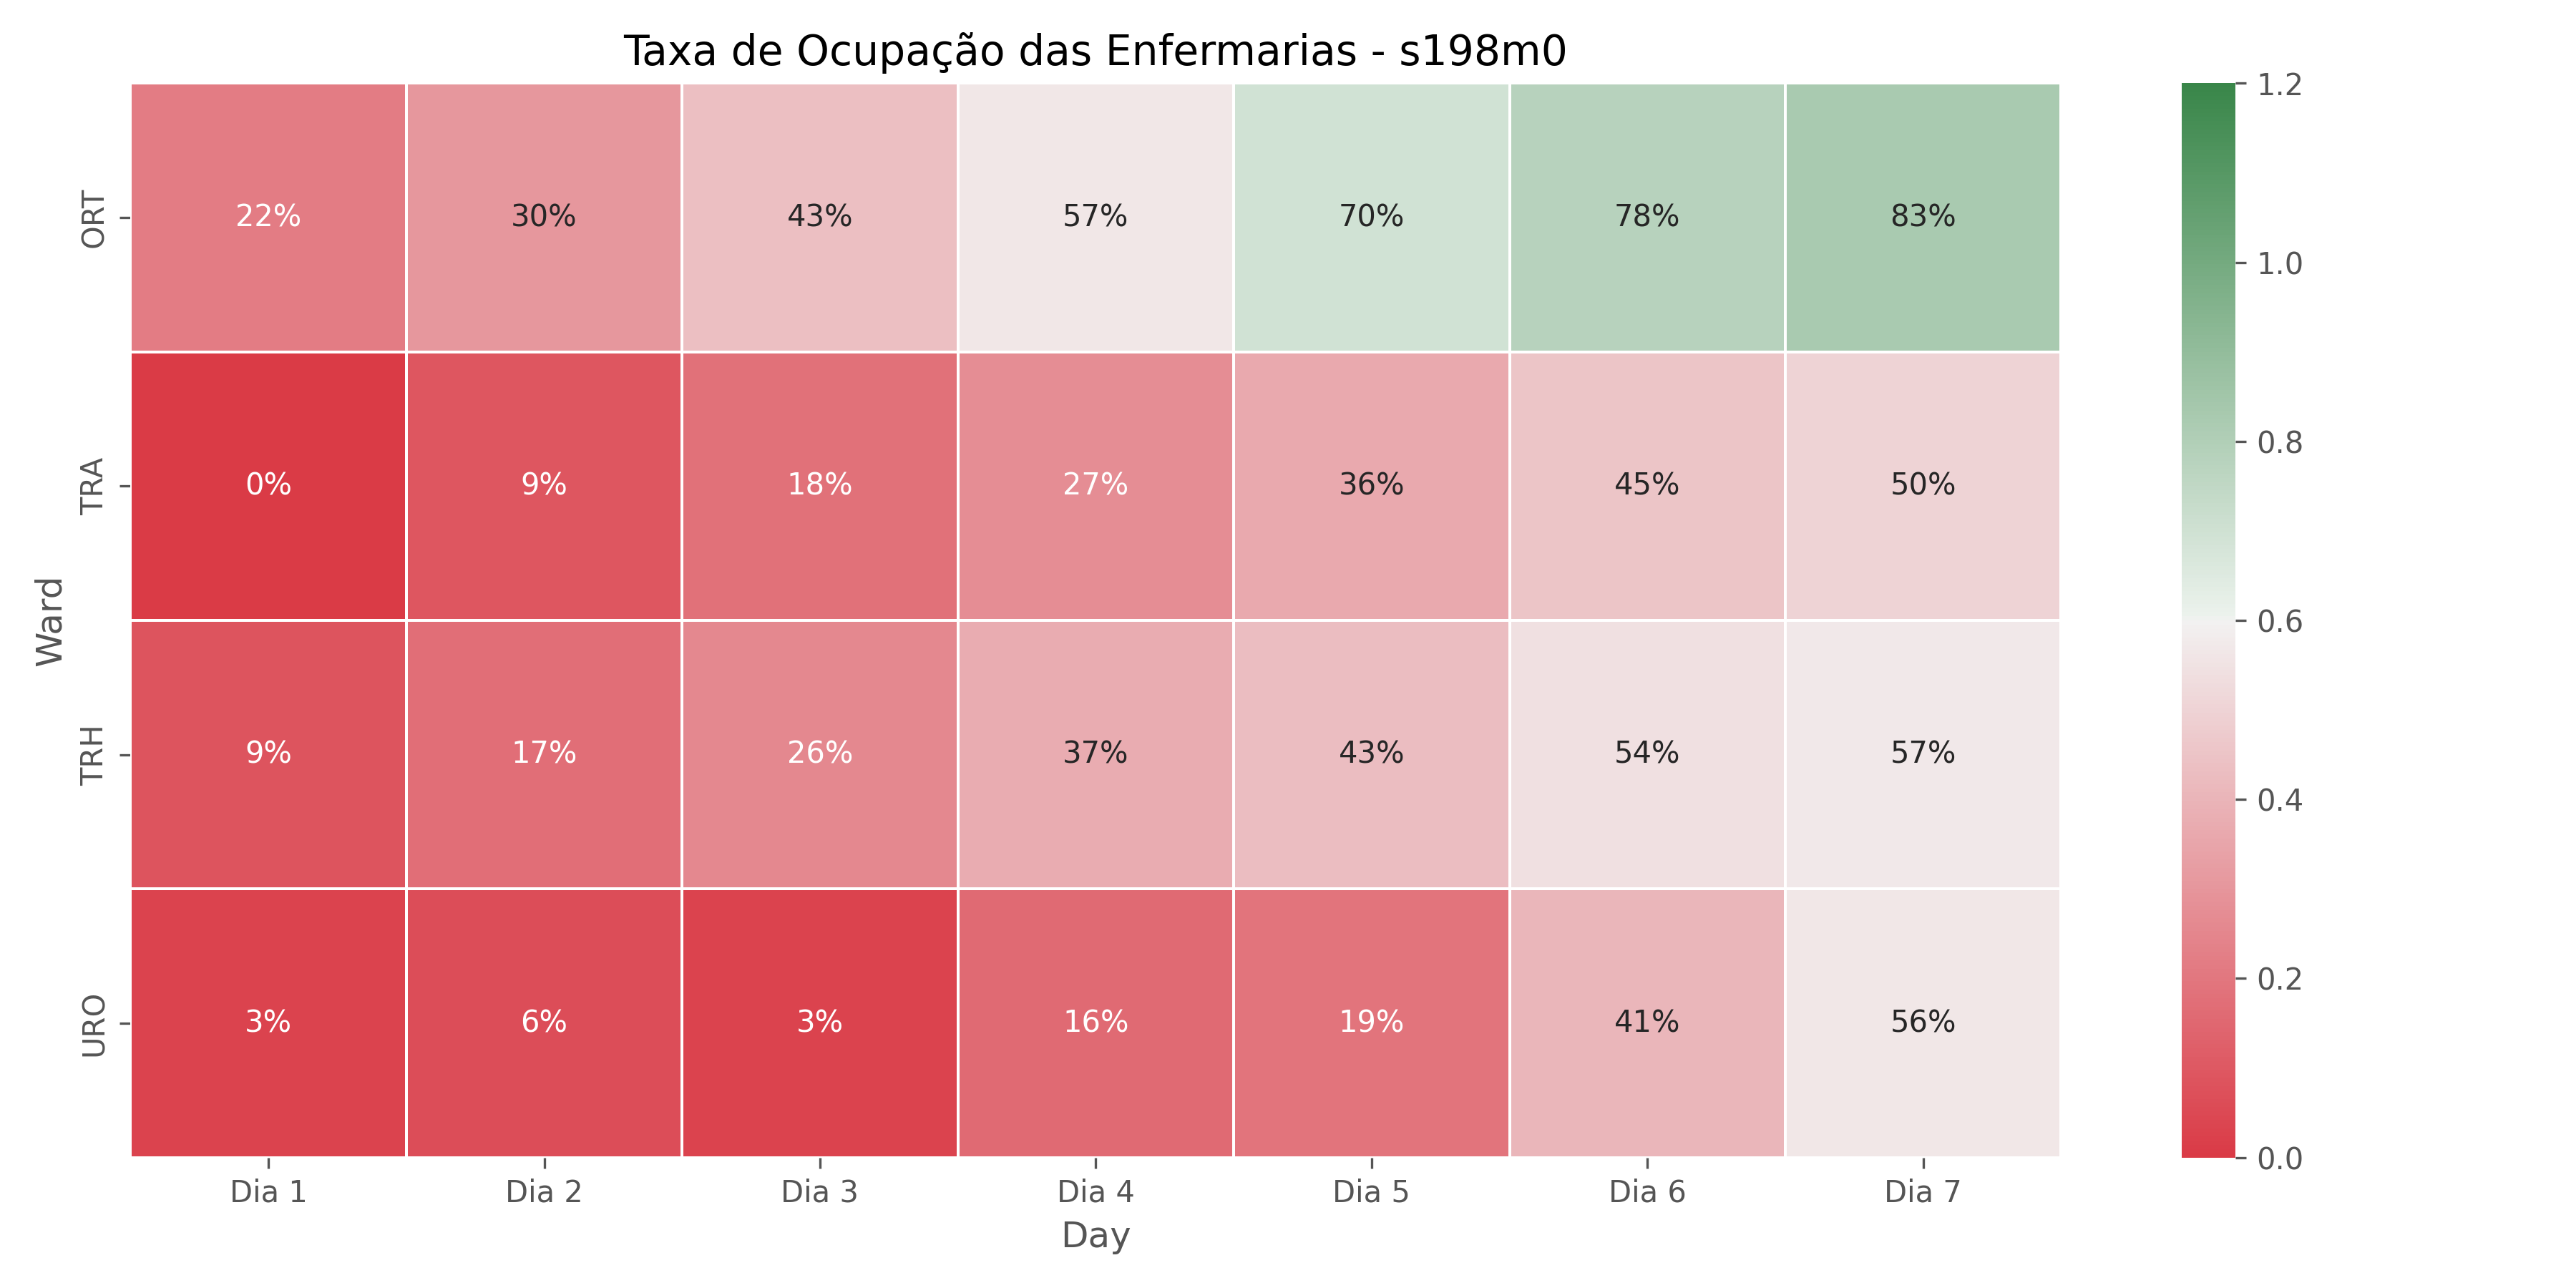 Taxa de Ocupação das Enfermarias - s198m0
Ward
ORT
22% 30% 43% 57% 70% 78% 83%
TRA
0% 9% 18% 27% 36% 45% 50%
TRH
9% 17% 26% 37% 43% 54% 57%
URO
3% 6% 3% 16% 19% 41% 56%
Dia 1 Dia 2 Dia 3 Dia 4 Dia 5 Dia 6 Dia 7
Day
1.2
1.0
0.8
0.6
0.4
0.2
0.0